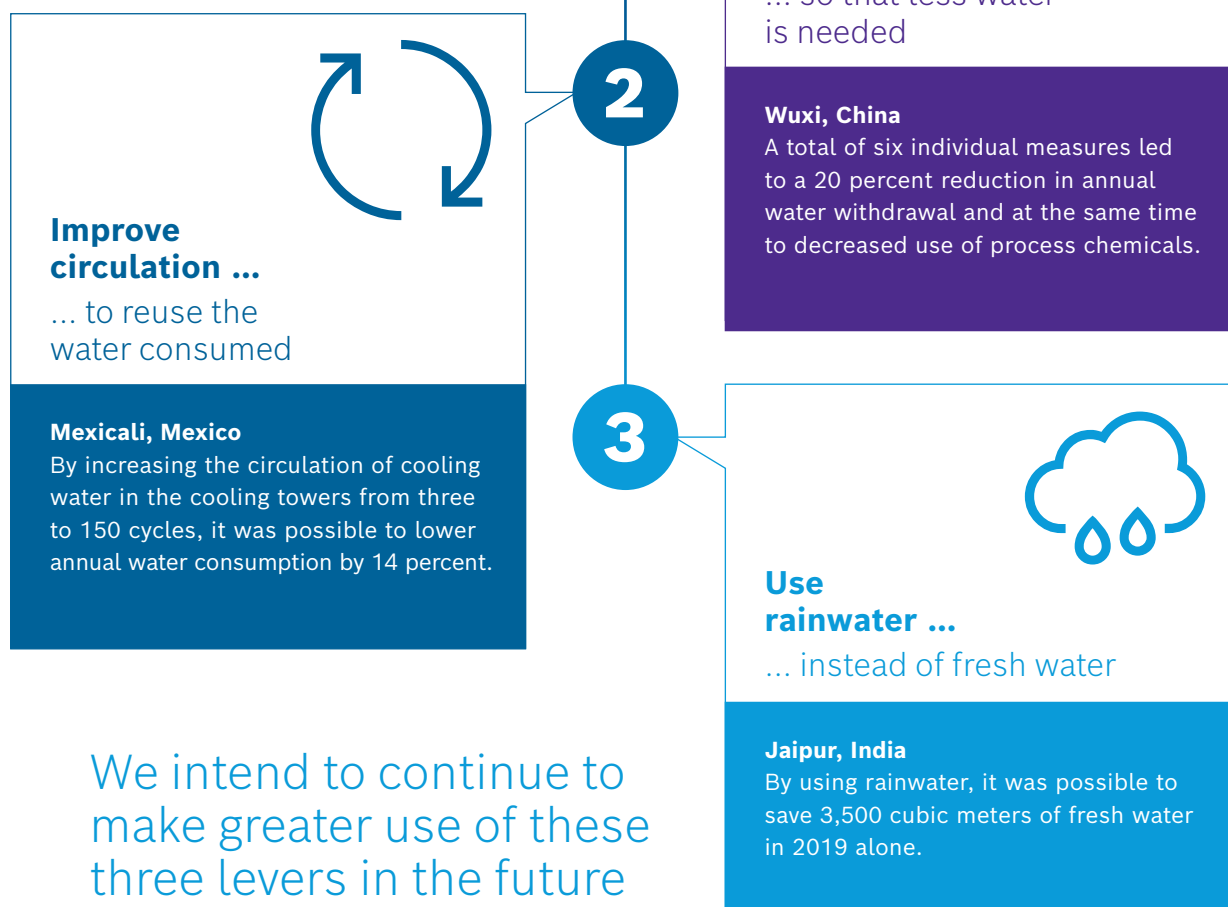 ... so that less water
is needed
Wuxi, China
A total of six individual measures led
to a 20 percent reduction in annual
water withdrawal and at the same time
to decreased use of process chemicals.
2
Improve
circulation ...
... to reuse the
water consumed
Mexicali, Mexico
By increasing the circulation of cooling
water in the cooling towers from three
to 150 cycles, it was possible to lower
annual water consumption by 14 percent.
3
Use
rainwater ...
... instead of fresh water
Jaipur, India
By using rainwater, it was possible to
save 3,500 cubic meters of fresh water
in 2019 alone.
We intend to continue to
make greater use of these
three levers in the future